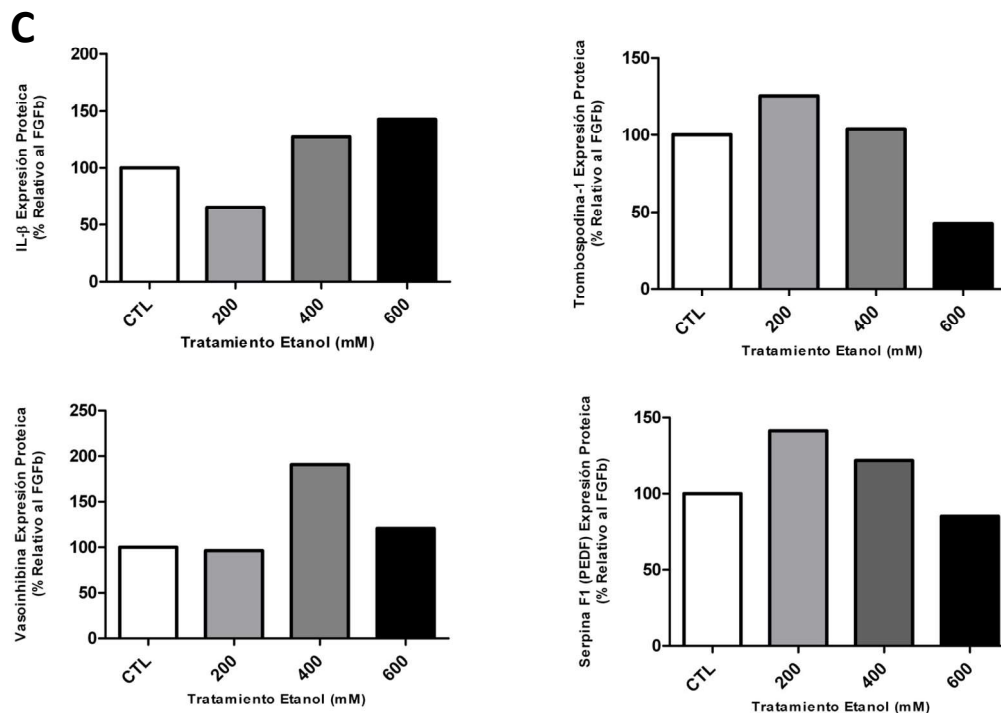 C
IL-β Expresión Proteica
(% Relativo al FGFb)
200
150
100
50
0
CTL
200
400
600
Tratamiento Etanol (mM)
Trombospodina-1 Expresión Proteica
(% Relativo al FGFb)
150
100
50
0
CTL
200
400
600
Tratamiento Etanol (mM)
Vasoinhibina Expresión Proteica
(% Relativo al FGFb)
250
200
150
100
50
0
CTL
200
400
600
Tratamiento Etanol (mM)
Serpina F1 (PEDF) Expresión Proteica
(% Relativo al FGFb)
150
100
50
0
CTL
200
400
600
Tratamiento Etanol (mM)